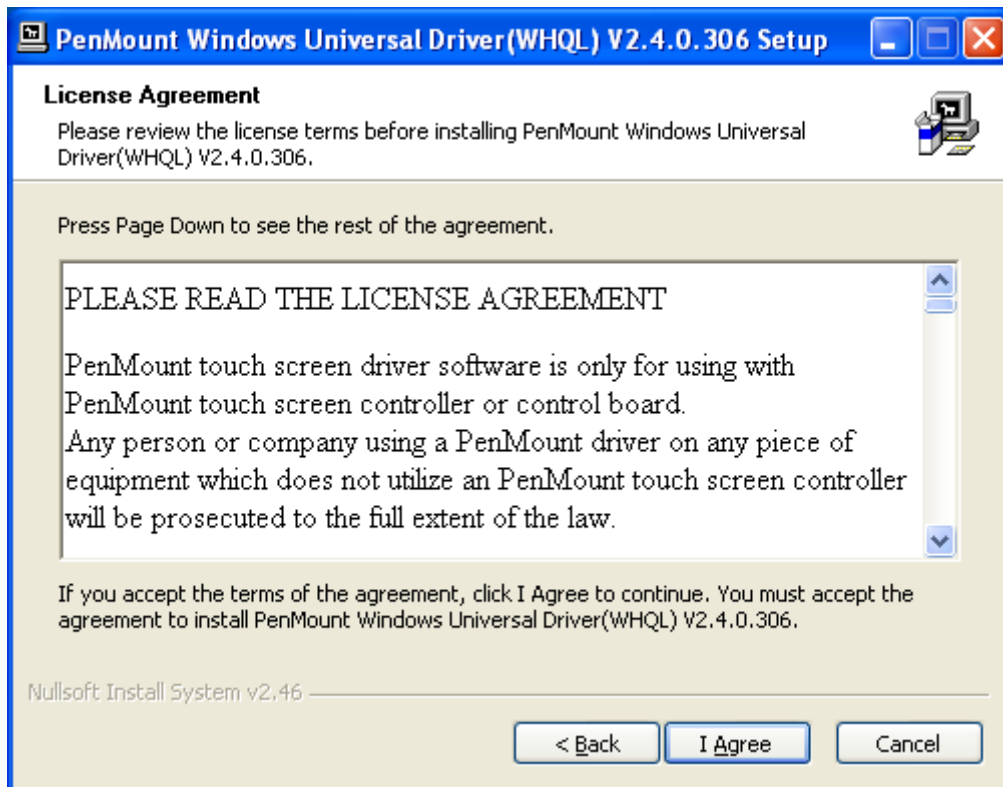 PenMount Windows Universal Driver(WHQL) V2.4.0.306 Setup
License Agreement
Please review the license terms before installing PenMount Windows Universal
Driver(WHQL) V2.4.0.306.
Press Page Down to see the rest of the agreement.
PLEASE READ THE LICENSE AGREEMENT
PenMount touch screen driver software is only for using with
PenMount touch screen controller or control board.
Any person or company using a PenMount driver on any piece of
equipment which does not utilize an PenMount touch screen controller
will be prosecuted to the full extent of the law.
If you accept the terms of the agreement, click I Agree to continue. You must accept the
agreement to install PenMount Windows Universal Driver(WHQL) V2.4.0.306.
Nullsoft Install System v2.46
< Back I Agree Cancel